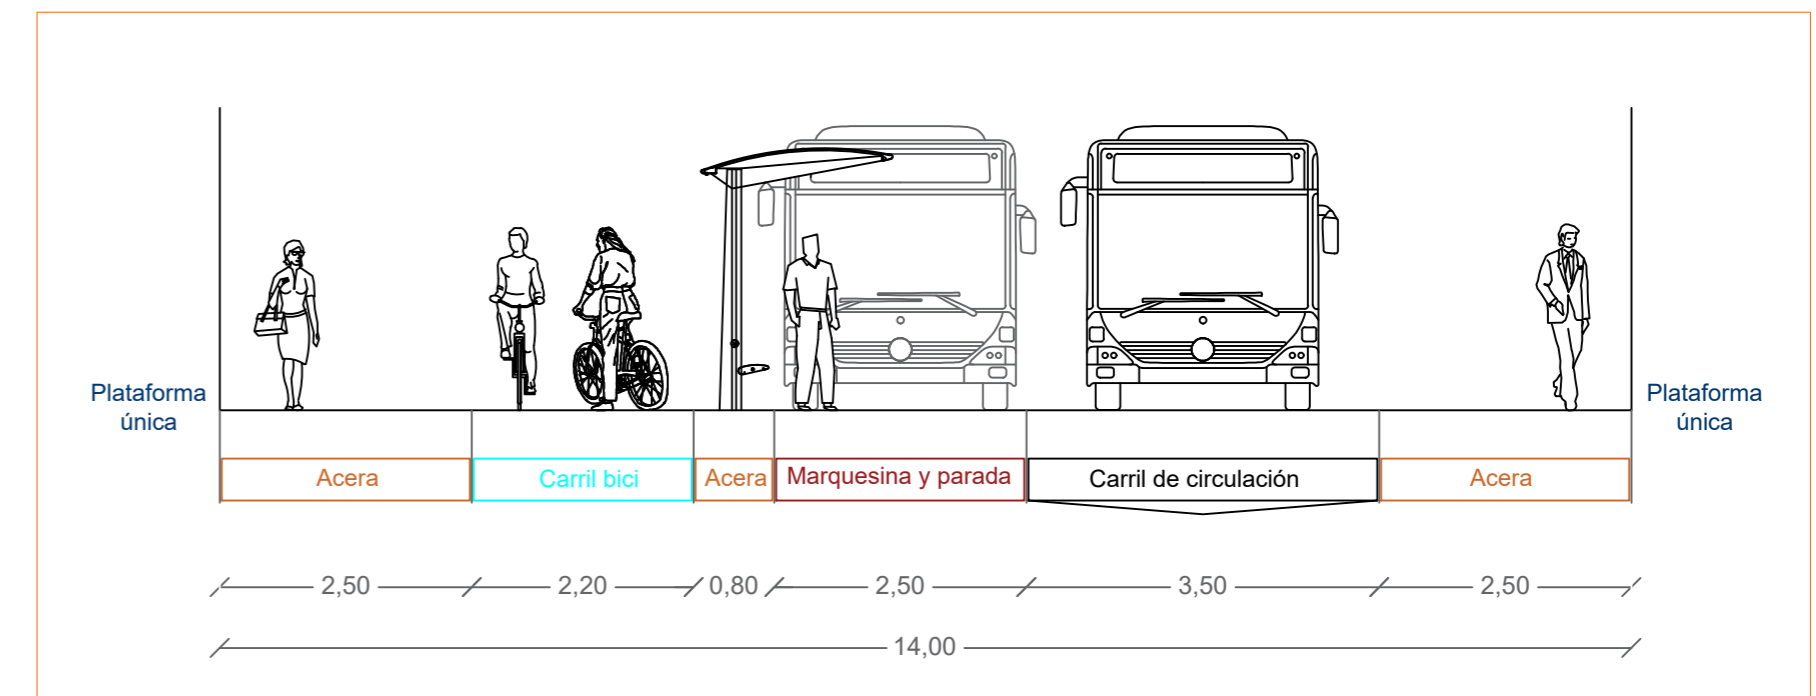 Plataforma
única
Plataforma
única
Acera
Carril bici
Acera
Marquesina y parada
Carril de circulación
Acera
2,50
2,20
0,80
2,50
3,50
2,50
14,00